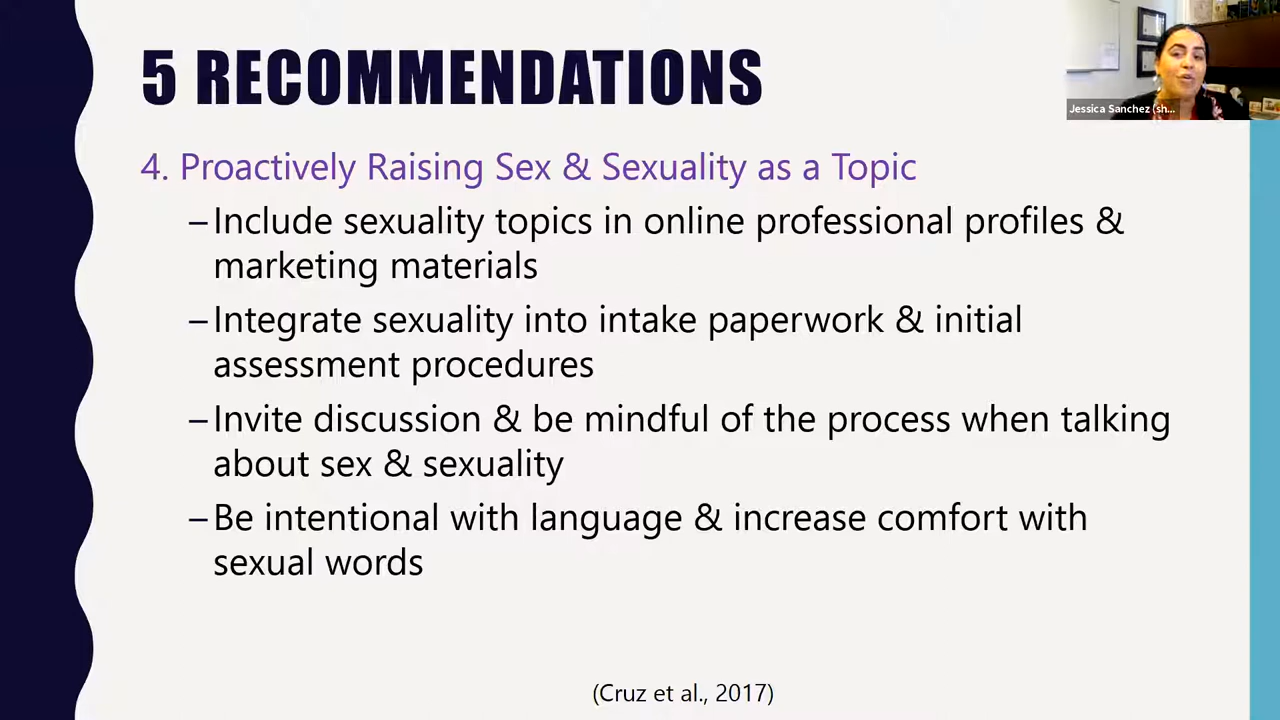 5 RECOMMENDATIONS
Jessica Sanchez (sh...
4. Proactively Raising Sex & Sexuality as a Topic
–Include sexuality topics in online professional profiles &
marketing materials
–Integrate sexuality into intake paperwork & initial
assessment procedures
–Invite discussion & be mindful of the process when talking
about sex & sexuality
–Be intentional with language & increase comfort with
sexual words
(Cruz et al., 2017)